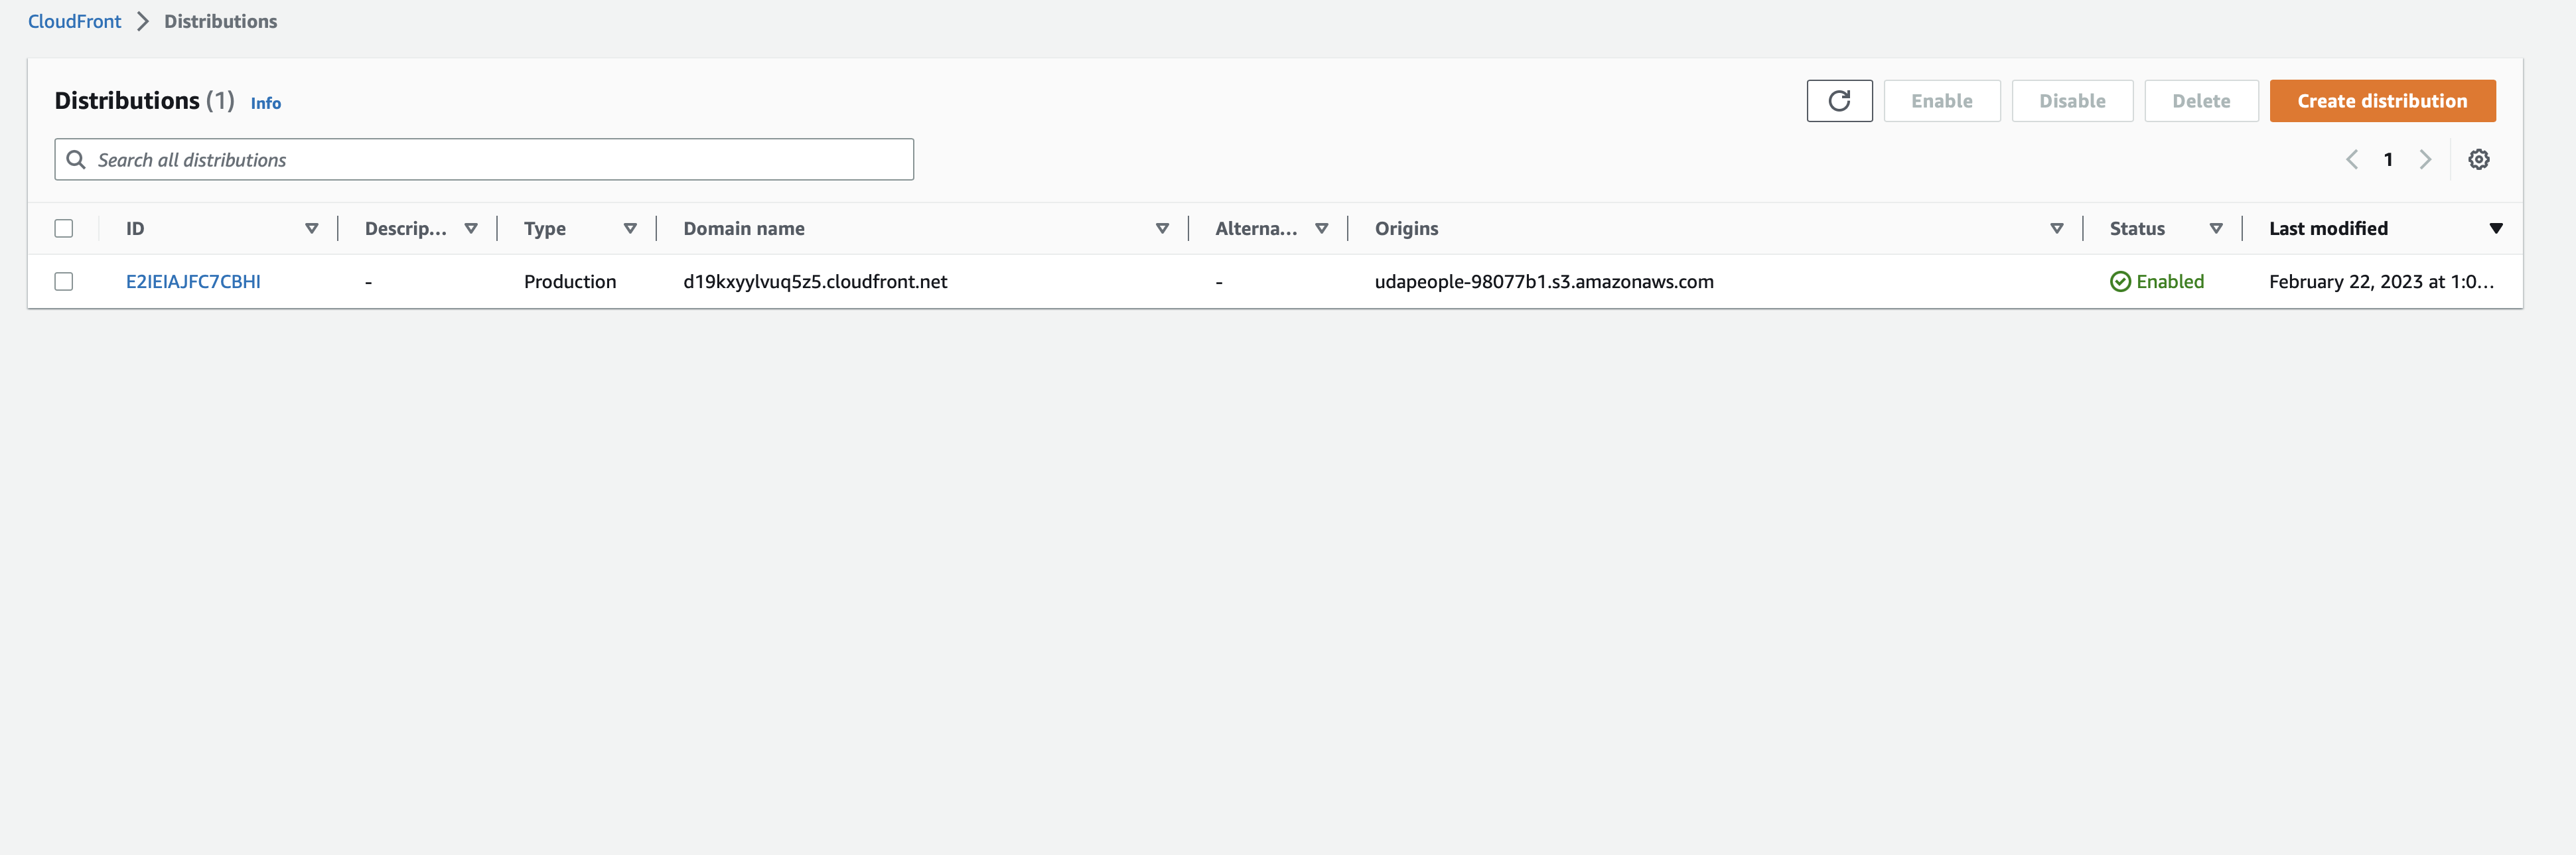 CloudFront > Distributions
Distributions (1) Info
Enable Disable Delete Create distribution
Search all distributions
1
ID Descrip... Type Domain name Alterna... Origins Status Last modified
E2IEIAJFC7CBHI - Production d19kxyylvuq5z5.cloudfront.net - udapeople-98077b1.s3.amazonaws.com Enabled February 22, 2023 at 1:0...